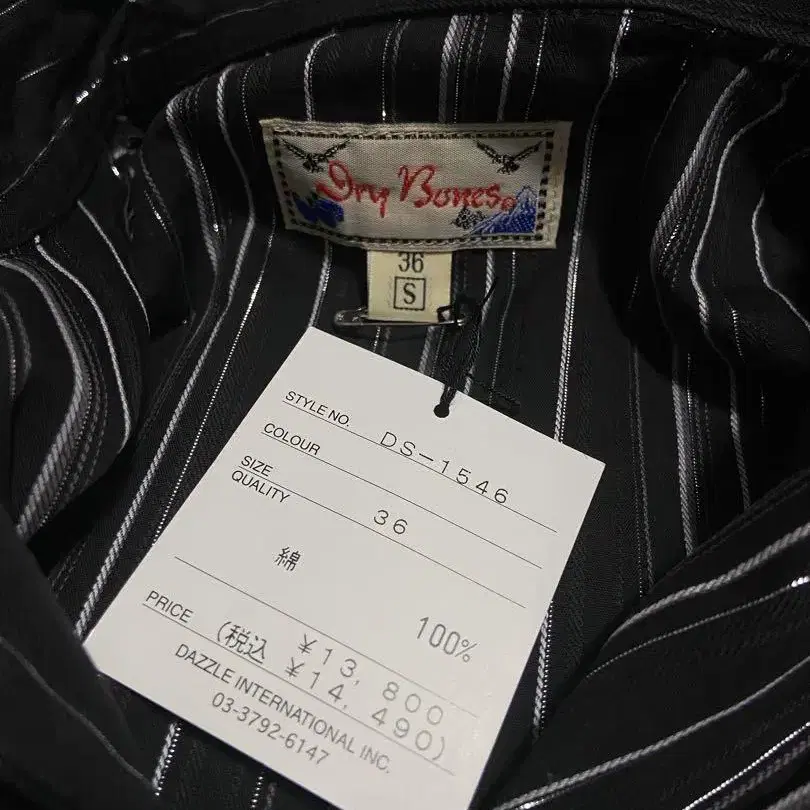 Dry Bones
36
S
STYLE NO. DS-1546
COLOUR
SIZE 36
QUALITY
綿 100%
PRICE ¥13,800
(税込 ¥14,490)
DAZZLE INTERNATIONAL INC.
03-3792-6147